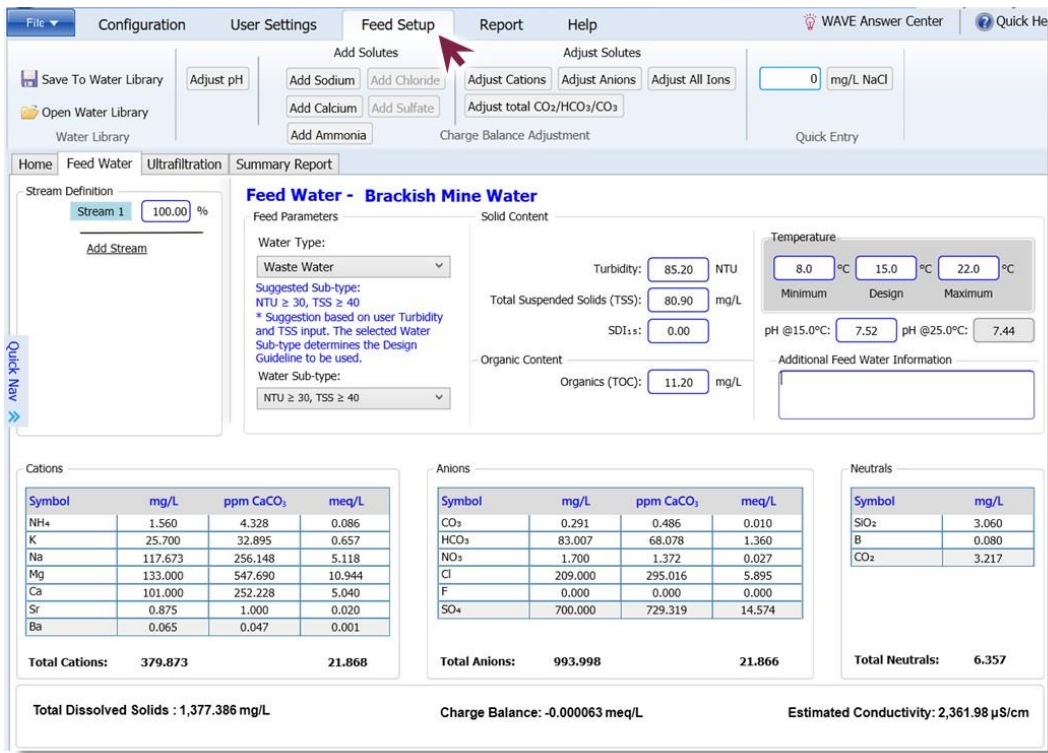 File Configuration User Settings Feed Setup Report Help WAVE Answer Center Quick He
Add Solutes Adjust Solutes
Save To Water Library Adjust pH Add Sodium Add Chloride Adjust Cations Adjust Anions Adjust All Ions 0 mg/L NaCl
Open Water Library Add Calcium Add Sulfate Adjust total CO₂/HCO₃/CO₃
Water Library Add Ammonia Charge Balance Adjustment Quick Entry
Home Feed Water Ultrafiltration Summary Report
Stream Definition
Stream 1 100.00 %
Add Stream
Quick Nav
Feed Water - Brackish Mine Water
Feed Parameters
Water Type:
Waste Water
Suggested Sub-type:
NTU ≥ 30, TSS ≥ 40
* Suggestion based on user Turbidity
and TSS input. The selected Water
Sub-type determines the Design
Guideline to be used.
Water Sub-type:
NTU ≥ 30, TSS ≥ 40
Solid Content
Turbidity: 85.20 NTU
Total Suspended Solids (TSS): 80.90 mg/L
SDI₁₅: 0.00
Organic Content
Organics (TOC): 11.20 mg/L
Temperature
8.0 °C 15.0 °C 22.0 °C
Minimum Design Maximum
pH @15.0°C: 7.52 pH @25.0°C: 7.44
Additional Feed Water Information
Cations
Symbol mg/L ppm CaCO₃ meq/L
NH₄ 1.560 4.328 0.086
K 25.700 32.895 0.657
Na 117.673 256.148 5.118
Mg 133.000 547.690 10.944
Ca 101.000 252.228 5.040
Sr 0.875 1.000 0.020
Ba 0.065 0.047 0.001
Total Cations: 379.873 21.868
Anions
Symbol mg/L ppm CaCO₃ meq/L
CO₃ 0.291 0.486 0.010
HCO₃ 83.007 68.078 1.360
NO₃ 1.700 1.372 0.027
Cl 209.000 295.016 5.895
F 0.000 0.000 0.000
SO₄ 700.000 729.319 14.574
Total Anions: 993.998 21.866
Neutrals
Symbol mg/L
SiO₂ 3.060
B 0.080
CO₂ 3.217
Total Neutrals: 6.357
Total Dissolved Solids : 1,377.386 mg/L Charge Balance: -0.000063 meq/L Estimated Conductivity: 2,361.98 µS/cm